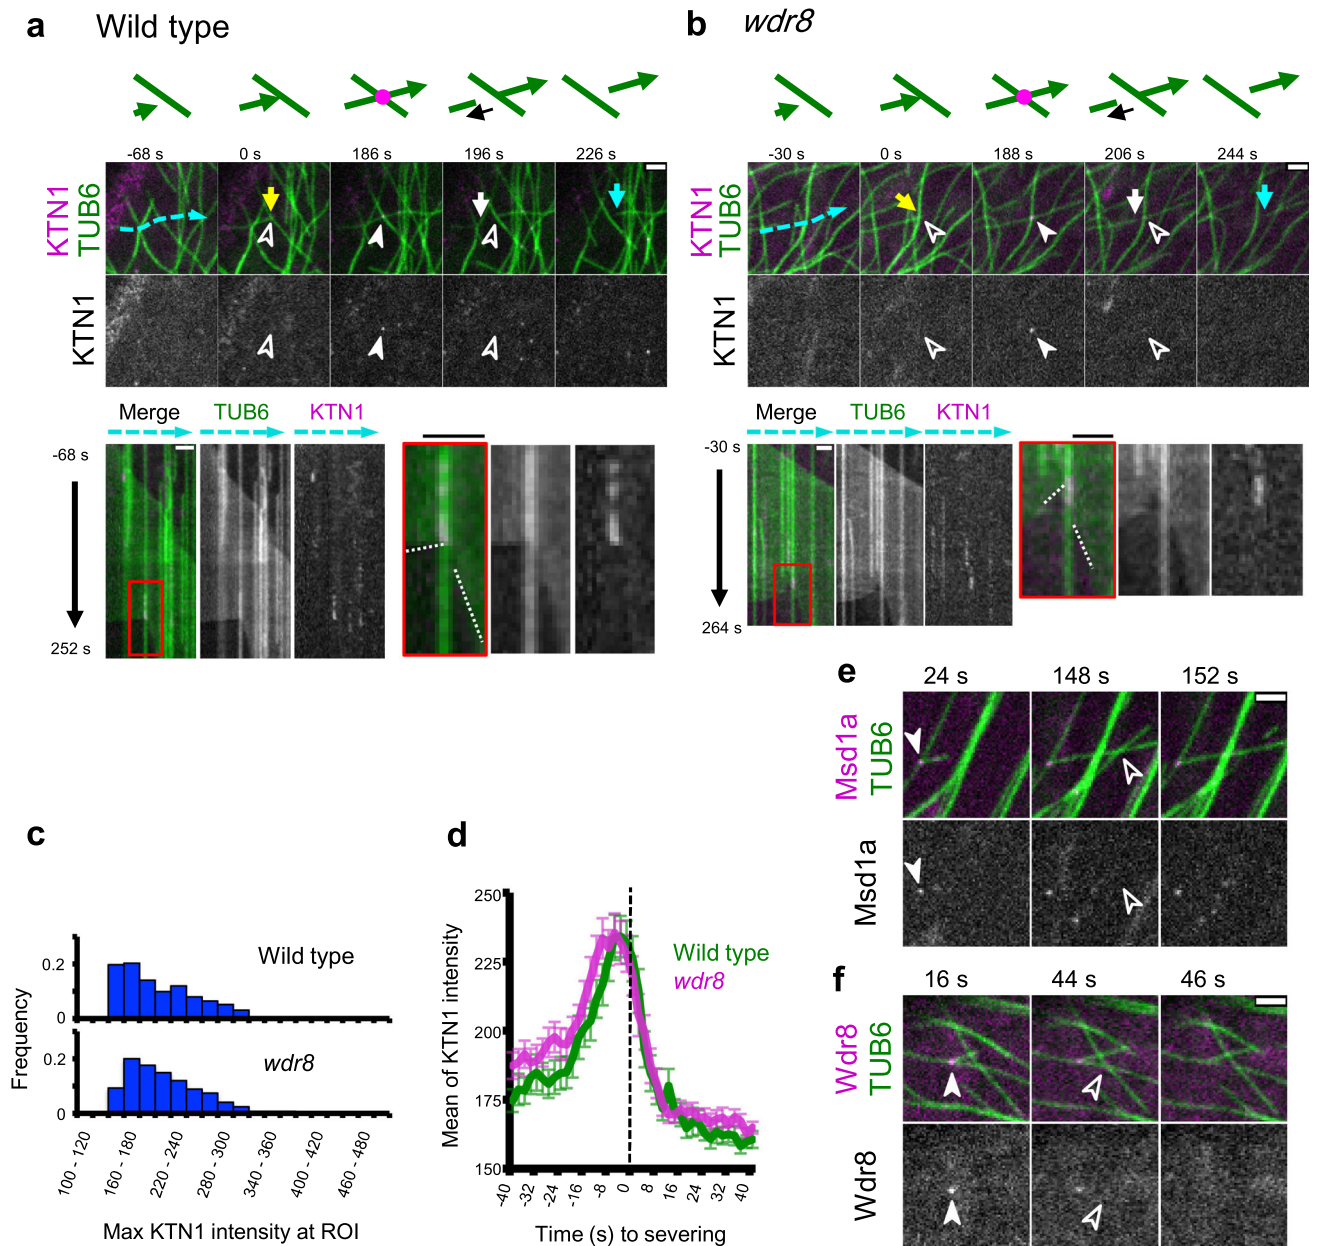 a Wild type
-68 s 0 s 186 s 196 s 226 s
KTN1
TUB6
KTN1
Merge TUB6 KTN1
-68 s
252 s
b wdr8
-30 s 0 s 188 s 206 s 244 s
KTN1
TUB6
KTN1
Merge TUB6 KTN1
-30 s
264 s
c
Wild type
0.2
0
wdr8
0.2
0
Frequency
100 - 120
160 - 180
220 - 240
280 - 300
340 - 360
400 - 420
460 - 480
Max KTN1 intensity at ROI
d
250
225
200
175
150
Mean of KTN1 intensity
Wild type
wdr8
-40 -32 -24 -16 -8 0 8 16 24 32 40
Time (s) to severing
e
24 s 148 s 152 s
Msd1a
TUB6
Msd1a
f
16 s 44 s 46 s
Wdr8
TUB6
Wdr8